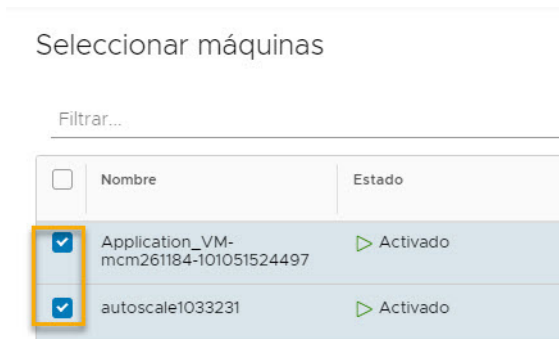 Seleccionar máquinas
Filtrar...
Nombre Estado
Application_VM- Activado
mcm261184-101051524497
autoscale1033231 Activado